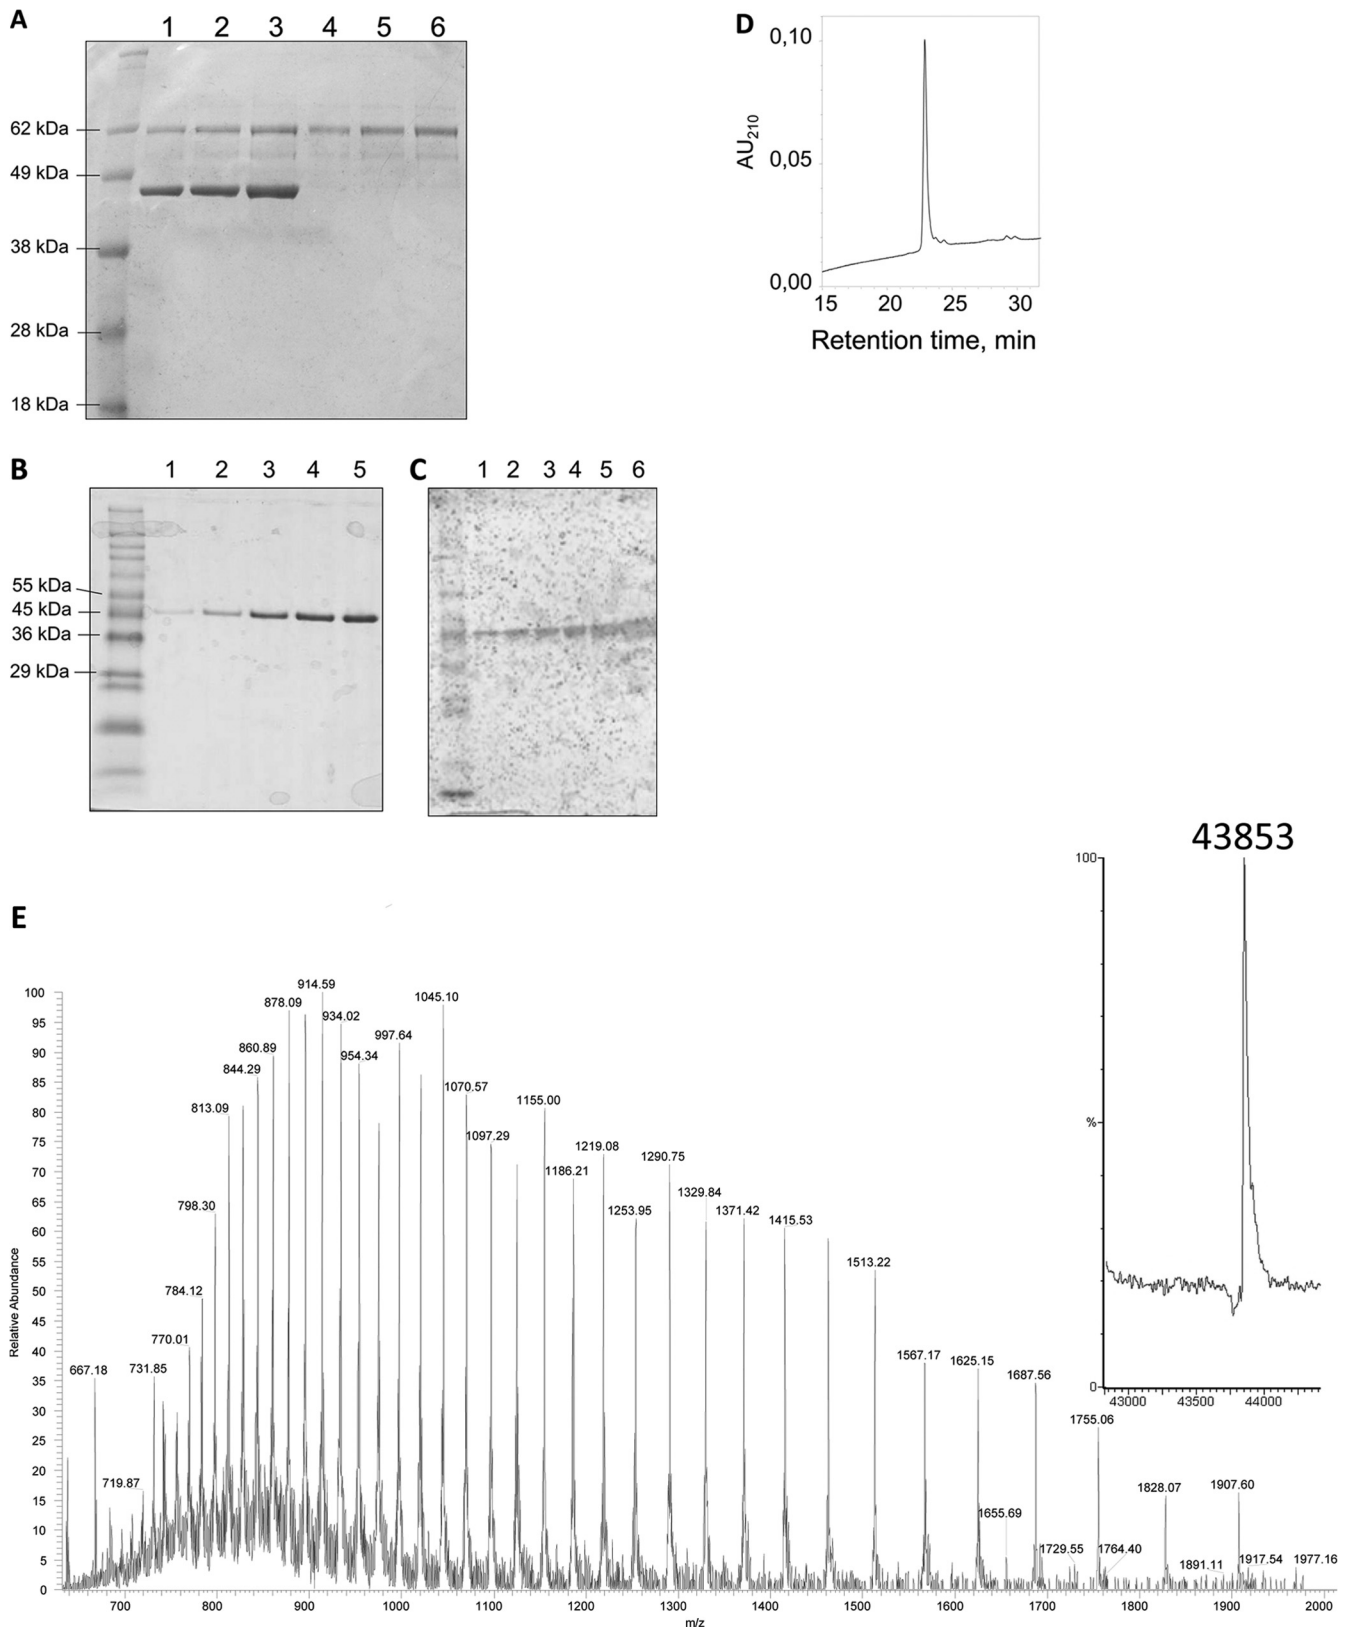 A
1 2 3 4 5 6
62 kDa
49 kDa
38 kDa
28 kDa
18 kDa
D
0,10
0,05
0,00
AU210
15 20 25 30
Retention time, min
B
1 2 3 4 5
55 kDa
45 kDa
36 kDa
29 kDa
C
1 2 3 4 5 6
E
43853
100
%
0
43000 43500 44000
Relative Abundance
100
95
90
85
80
75
70
65
60
55
50
45
40
35
30
25
20
15
10
5
0
667.18
719.87
731.85
770.01
784.12
798.30
813.09
844.29
860.89
878.09
914.59
934.02
954.34
997.64
1045.10
1070.57
1097.29
1155.00
1186.21
1219.08
1253.95
1290.75
1329.84
1371.42
1415.53
1513.22
1567.17
1625.15
1655.69
1687.56
1729.55
1755.06
1764.40
1828.07
1891.11
1907.60
1917.54
1977.16
700 800 900 1000 1100 1200 1300 1400 1500 1600 1700 1800 1900 2000
m/z